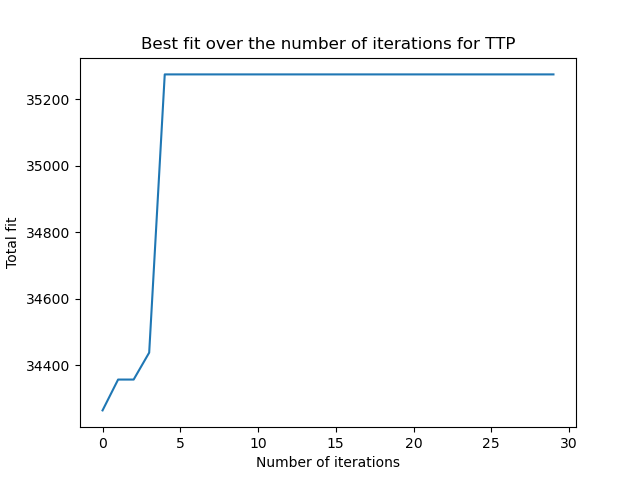 Best fit over the number of iterations for TTP
35200
35000
34800
34600
34400
Total fit
0 5 10 15 20 25 30
Number of iterations